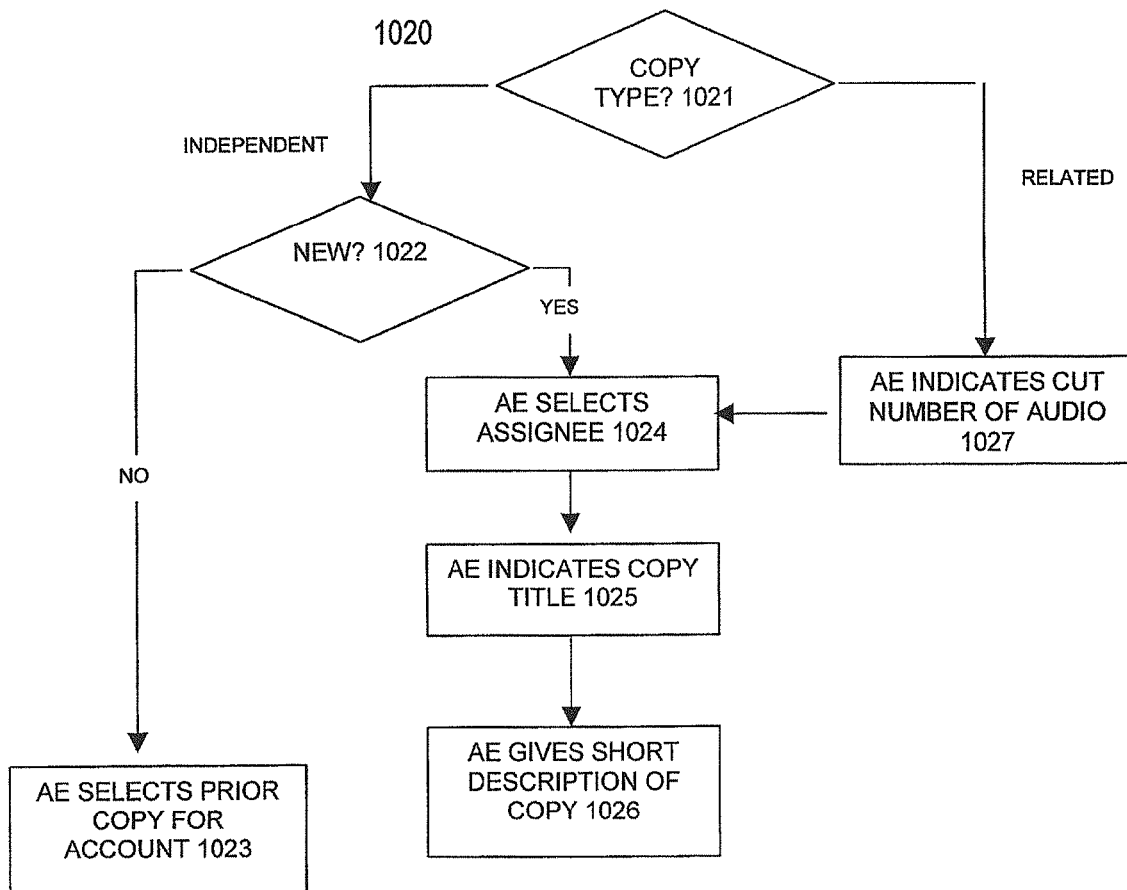 1020
COPY
TYPE? 1021
INDEPENDENT
RELATED
NEW? 1022
YES
AE SELECTS
ASSIGNEE 1024
AE INDICATES CUT
NUMBER OF AUDIO
1027
NO
AE INDICATES COPY
TITLE 1025
AE GIVES SHORT
DESCRIPTION OF
COPY 1026
AE SELECTS PRIOR
COPY FOR
ACCOUNT 1023